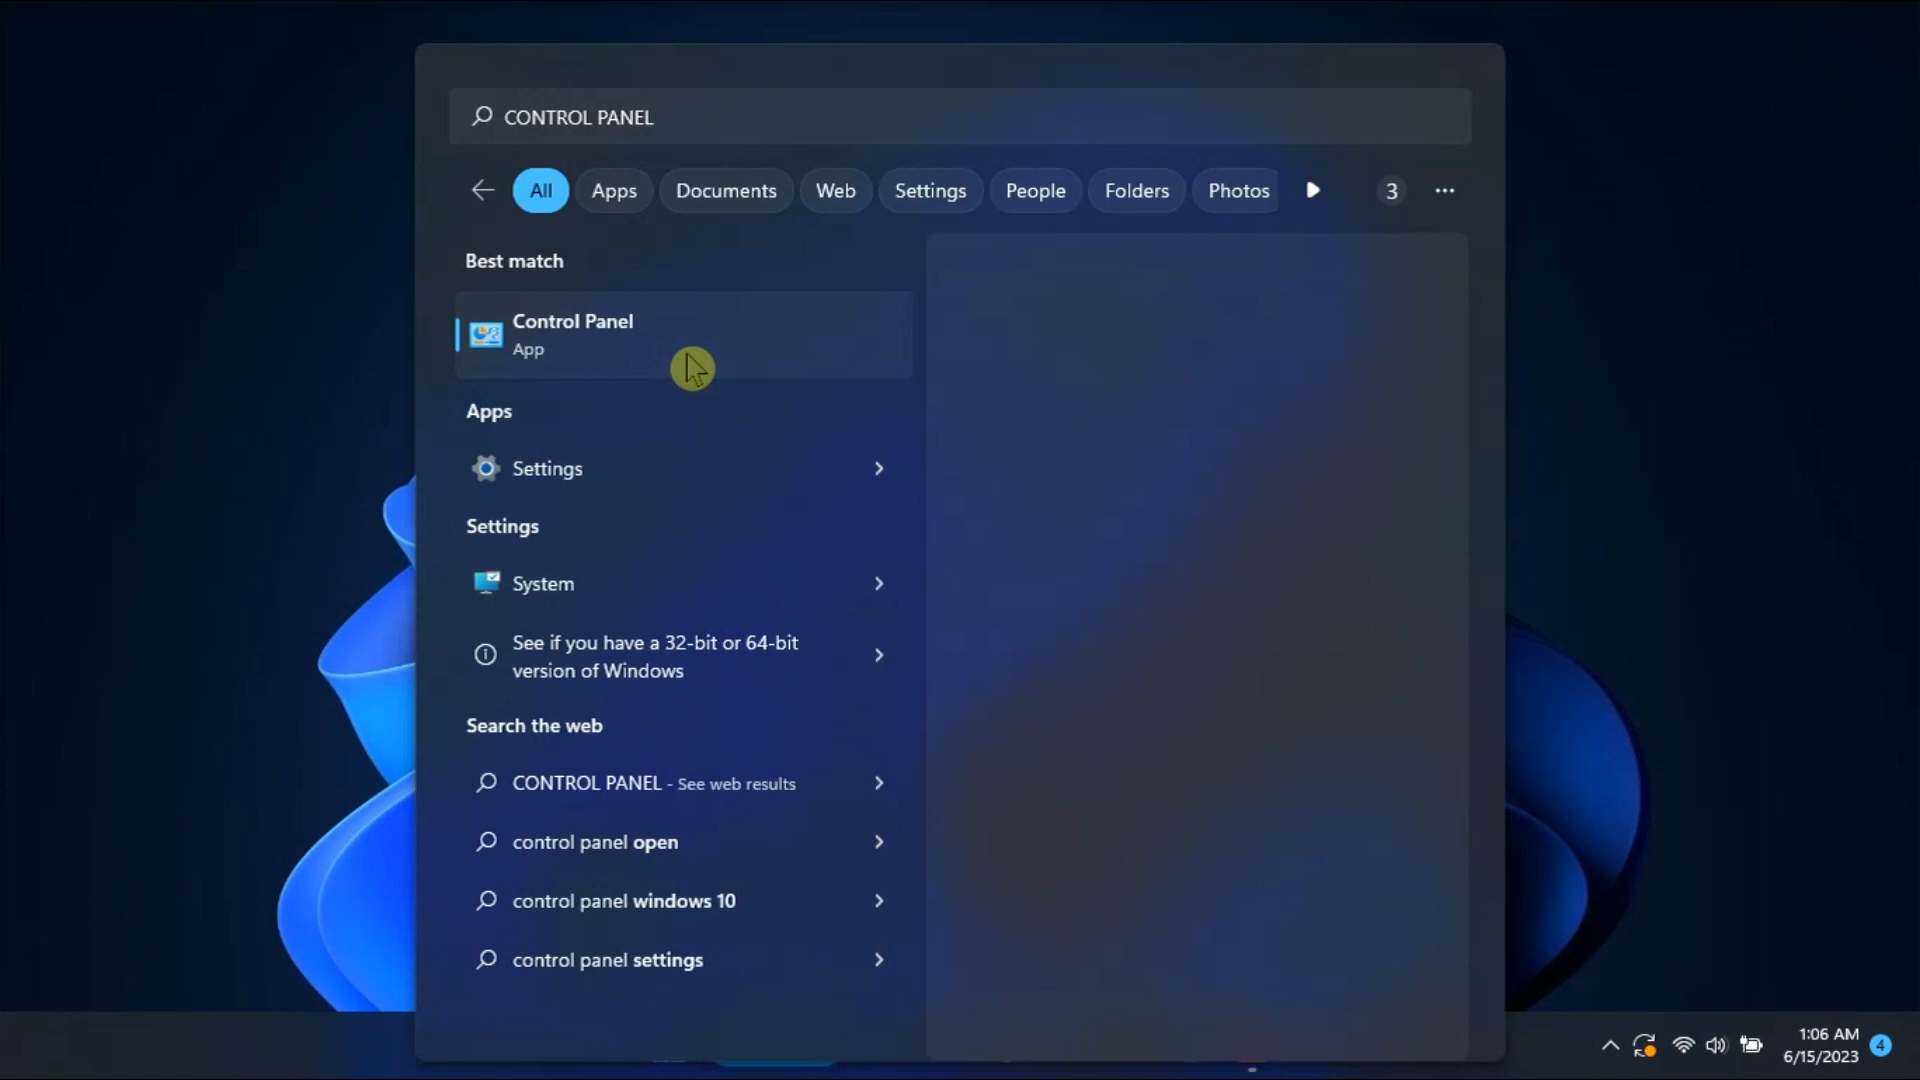 CONTROL PANEL
All Apps Documents Web Settings People Folders Photos 3
Best match
Control Panel
App
Apps
Settings
Settings
System
See if you have a 32-bit or 64-bit
version of Windows
Search the web
CONTROL PANEL - See web results
control panel open
control panel windows 10
control panel settings
1:06 AM
6/15/2023
4